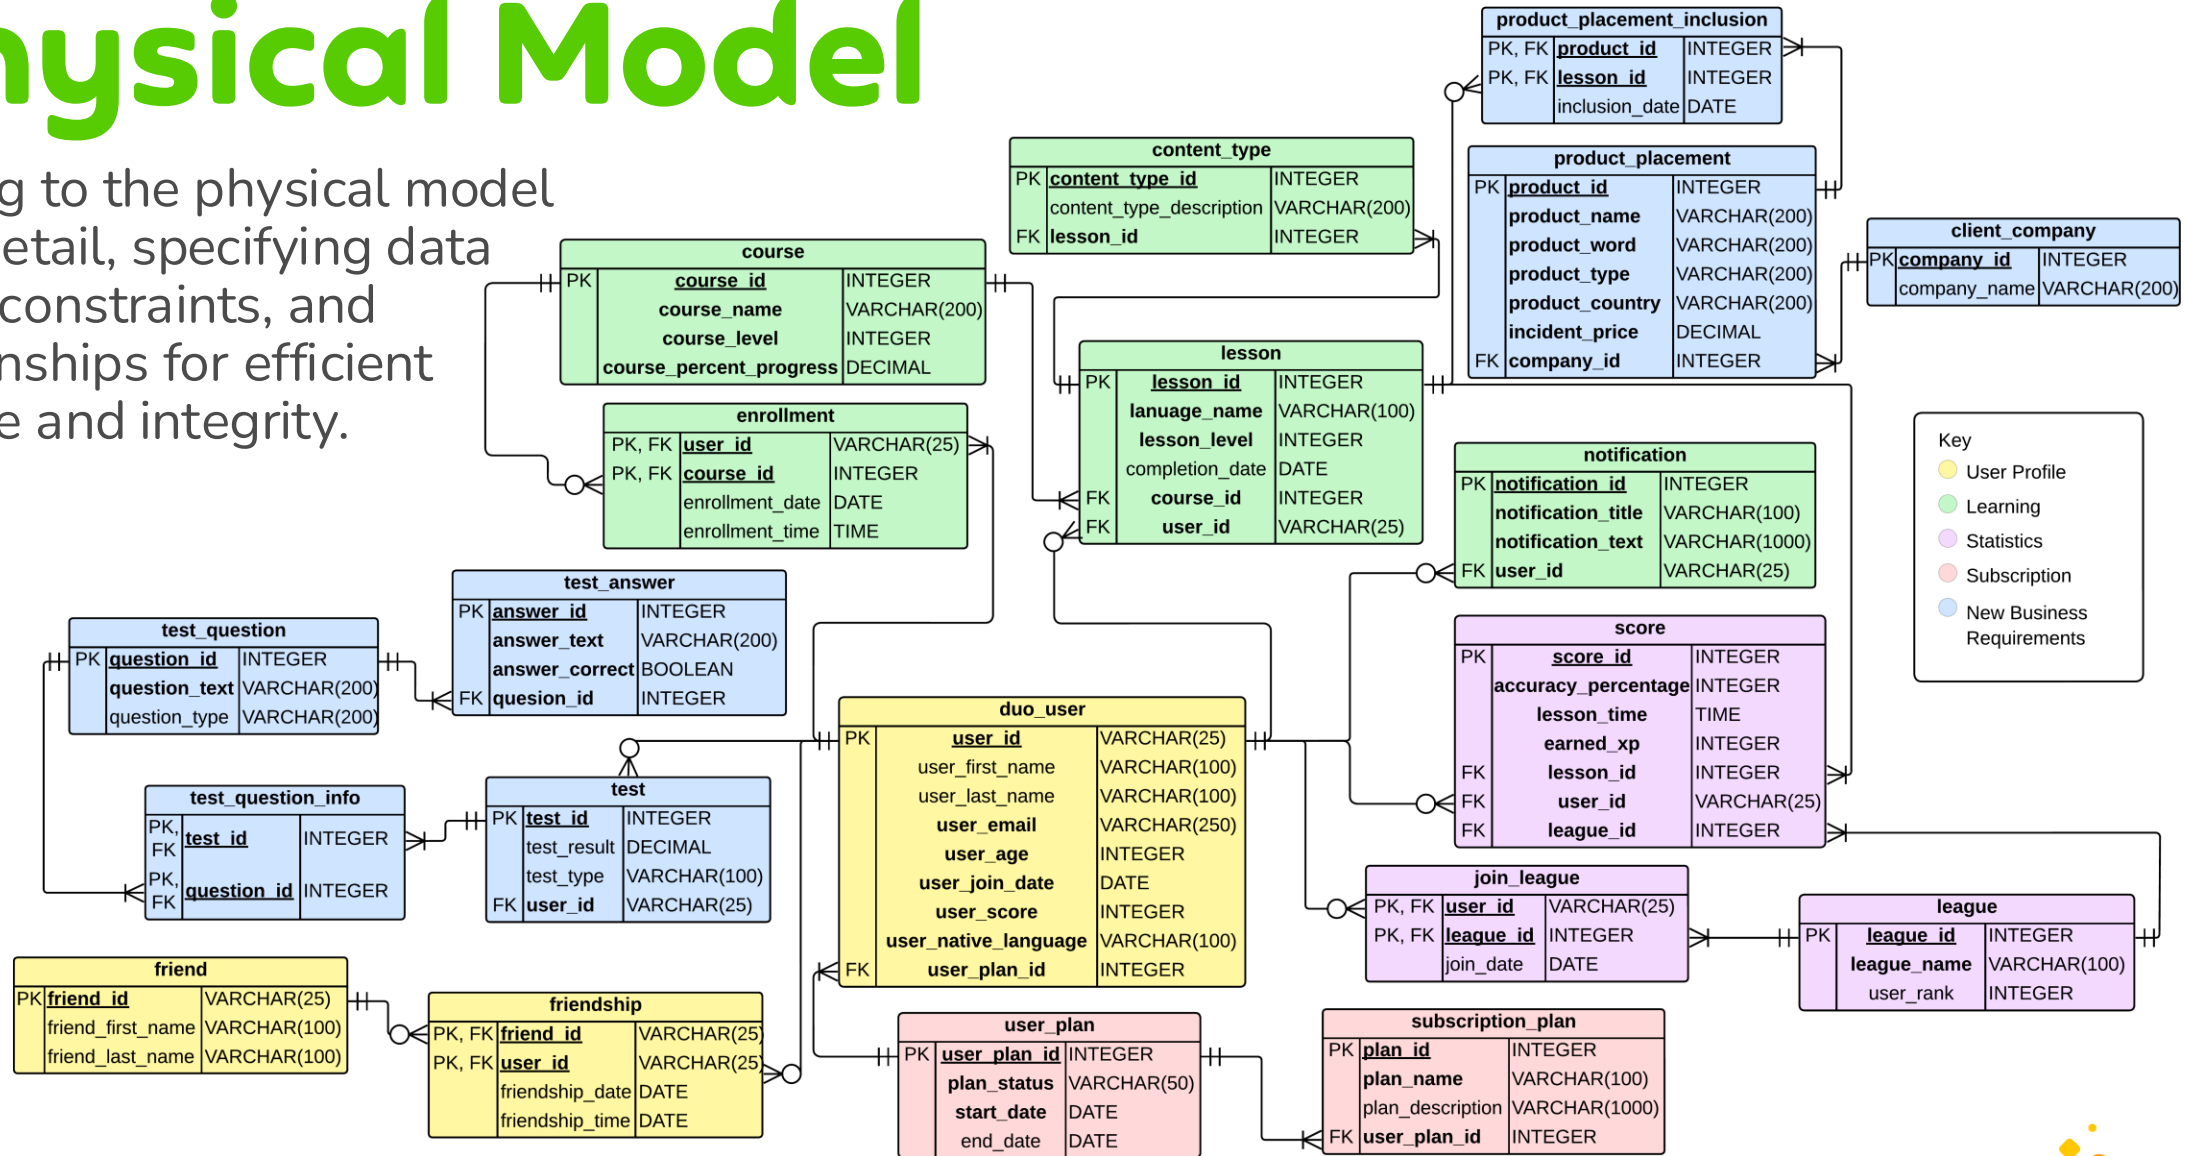 hysical Model
g to the physical model
etail, specifying data
constraints, and
nships for efficient
e and integrity.
product_placement_inclusion
PK, FK product_id INTEGER
PK, FK lesson_id INTEGER
inclusion_date DATE
content_type
PK content_type_id INTEGER
content_type_description VARCHAR(200)
FK lesson_id INTEGER
product_placement
PK product_id INTEGER
product_name VARCHAR(200)
product_word VARCHAR(200)
product_type VARCHAR(200)
product_country VARCHAR(200)
incident_price DECIMAL
FK company_id INTEGER
client_company
PK company_id INTEGER
company_name VARCHAR(200)
course
PK course_id INTEGER
course_name VARCHAR(200)
course_level INTEGER
course_percent_progress DECIMAL
lesson
PK lesson_id INTEGER
lanuage_name VARCHAR(100)
lesson_level INTEGER
completion_date DATE
FK course_id INTEGER
FK user_id VARCHAR(25)
enrollment
PK, FK user_id VARCHAR(25)
PK, FK course_id INTEGER
enrollment_date DATE
enrollment_time TIME
notification
PK notification_id INTEGER
notification_title VARCHAR(100)
notification_text VARCHAR(1000)
FK user_id VARCHAR(25)
Key
User Profile
Learning
Statistics
Subscription
New Business
Requirements
test_answer
PK answer_id INTEGER
answer_text VARCHAR(200)
answer_correct BOOLEAN
FK quesion_id INTEGER
test_question
PK question_id INTEGER
question_text VARCHAR(200)
question_type VARCHAR(200)
score
PK score_id INTEGER
accuracy_percentage INTEGER
lesson_time TIME
earned_xp INTEGER
FK lesson_id INTEGER
FK user_id VARCHAR(25)
FK league_id INTEGER
duo_user
PK user_id VARCHAR(25)
user_first_name VARCHAR(100)
user_last_name VARCHAR(100)
user_email VARCHAR(250)
user_age INTEGER
user_join_date DATE
user_score INTEGER
user_native_language VARCHAR(100)
FK user_plan_id INTEGER
test_question_info
PK,
FK test_id INTEGER
PK,
FK question_id INTEGER
test
PK test_id INTEGER
test_result DECIMAL
test_type VARCHAR(100)
FK user_id VARCHAR(25)
join_league
PK, FK user_id VARCHAR(25)
PK, FK league_id INTEGER
join_date DATE
league
PK league_id INTEGER
league_name VARCHAR(100)
user_rank INTEGER
friend
PK friend_id VARCHAR(25)
friend_first_name VARCHAR(100)
friend_last_name VARCHAR(100)
friendship
PK, FK friend_id VARCHAR(25)
PK, FK user_id VARCHAR(25)
friendship_date DATE
friendship_time DATE
user_plan
PK user_plan_id INTEGER
plan_status VARCHAR(50)
start_date DATE
end_date DATE
subscription_plan
PK plan_id INTEGER
plan_name VARCHAR(100)
plan_description VARCHAR(1000)
FK user_plan_id INTEGER